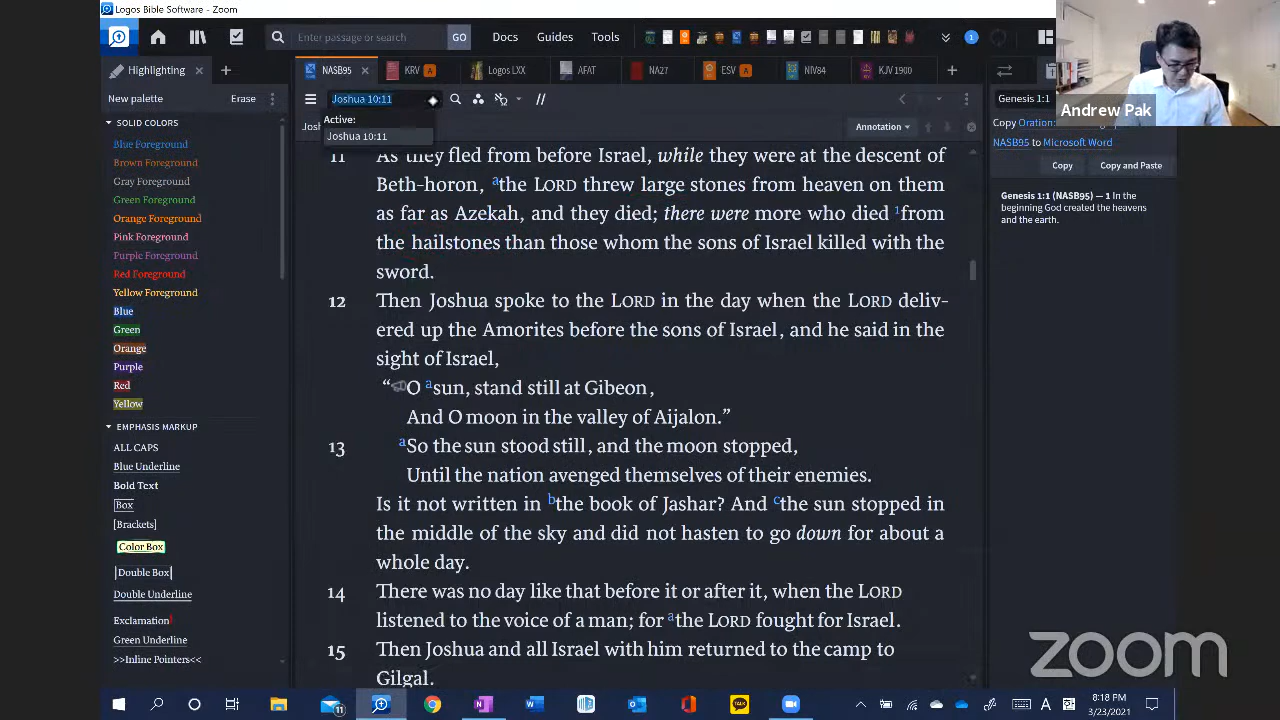 Logos Bible Software - Zoom
Enter passage or search
GO
Docs
Guides
Tools
1
Highlighting
NASB95
KRV A
Logos LXX
AFAT
NA27
ESV A
NIV84
KJV 1900
New palette
Erase
Joshua 10:11
Genesis 1:1
Andrew Pak
Active:
Joshua 10:11
Annotation
Copy
NASB95 to Microsoft Word
Copy
Copy and Paste
Genesis 1:1 (NASB95) — 1 In the
beginning God created the heavens
and the earth.
SOLID COLORS
Blue Foreground
Brown Foreground
Gray Foreground
Green Foreground
Orange Foreground
Pink Foreground
Purple Foreground
Red Foreground
Yellow Foreground
Blue
Green
Orange
Purple
Red
Yellow
EMPHASIS MARKUP
ALL CAPS
Blue Underline
Bold Text
Box
[Brackets]
Color Box
Double Box
Double Underline
Exclamation!
Green Underline
>>Inline Pointers<<
11 As they fled from before Israel, while they were at the descent of
Beth-horon, a the LORD threw large stones from heaven on them
as far as Azekah, and they died; there were more who died 1 from
the hailstones than those whom the sons of Israel killed with the
sword.
12 Then Joshua spoke to the LORD in the day when the LORD deliv-
ered up the Amorites before the sons of Israel, and he said in the
sight of Israel,
“O a sun, stand still at Gibeon,
And O moon in the valley of Aijalon.”
13 a So the sun stood still, and the moon stopped,
Until the nation avenged themselves of their enemies.
Is it not written in b the book of Jashar? And c the sun stopped in
the middle of the sky and did not hasten to go down for about a
whole day.
14 There was no day like that before it or after it, when the LORD
listened to the voice of a man; for a the LORD fought for Israel.
15 Then Joshua and all Israel with him returned to the camp to
Gilgal.
zoom
11
TALK
A
8:18 PM
3/23/2021